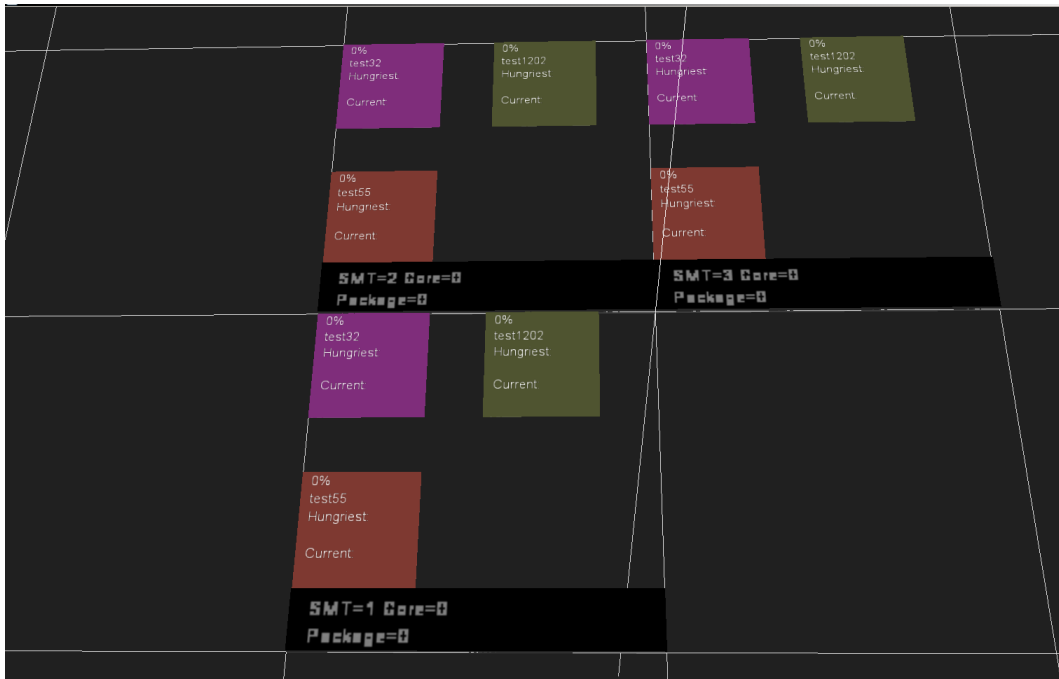 0%
test32
Hungriest
Current
0%
test1202
Hungriest
Current
0%
test32
Hungriest
Current
0%
test1202
Hungriest
Current
0%
test55
Hungriest
Current
0%
test55
Hungriest
Current
SMT=2 Core=0
Package=0
SMT=3 Core=0
Package=0
0%
test32
Hungriest
Current
0%
test1202
Hungriest
Current
0%
test55
Hungriest
Current
SMT=1 Core=0
Package=0